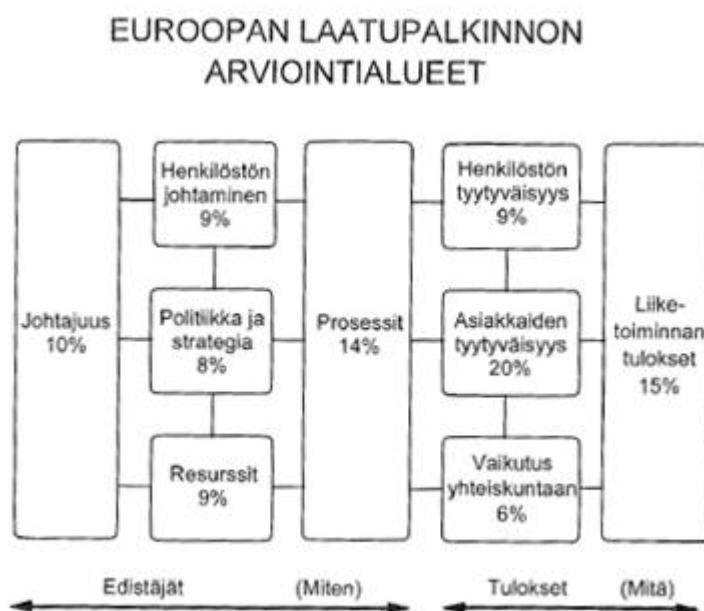 EUROOPAN LAATUPALKINNON
ARVIOINTIALUEET
Johtajuus
10%
Henkilöstön
johtaminen
9%
Politiikka ja
strategia
8%
Resurssit
9%
Prosessit
14%
Henkilöstön
tyytyväisyys
9%
Asiakkaiden
tyytyväisyys
20%
Vaikutus
yhteiskuntaan
6%
Liike-
toiminnan
tulokset
15%
Edistäjät (Miten) Tulokset (Mitä)